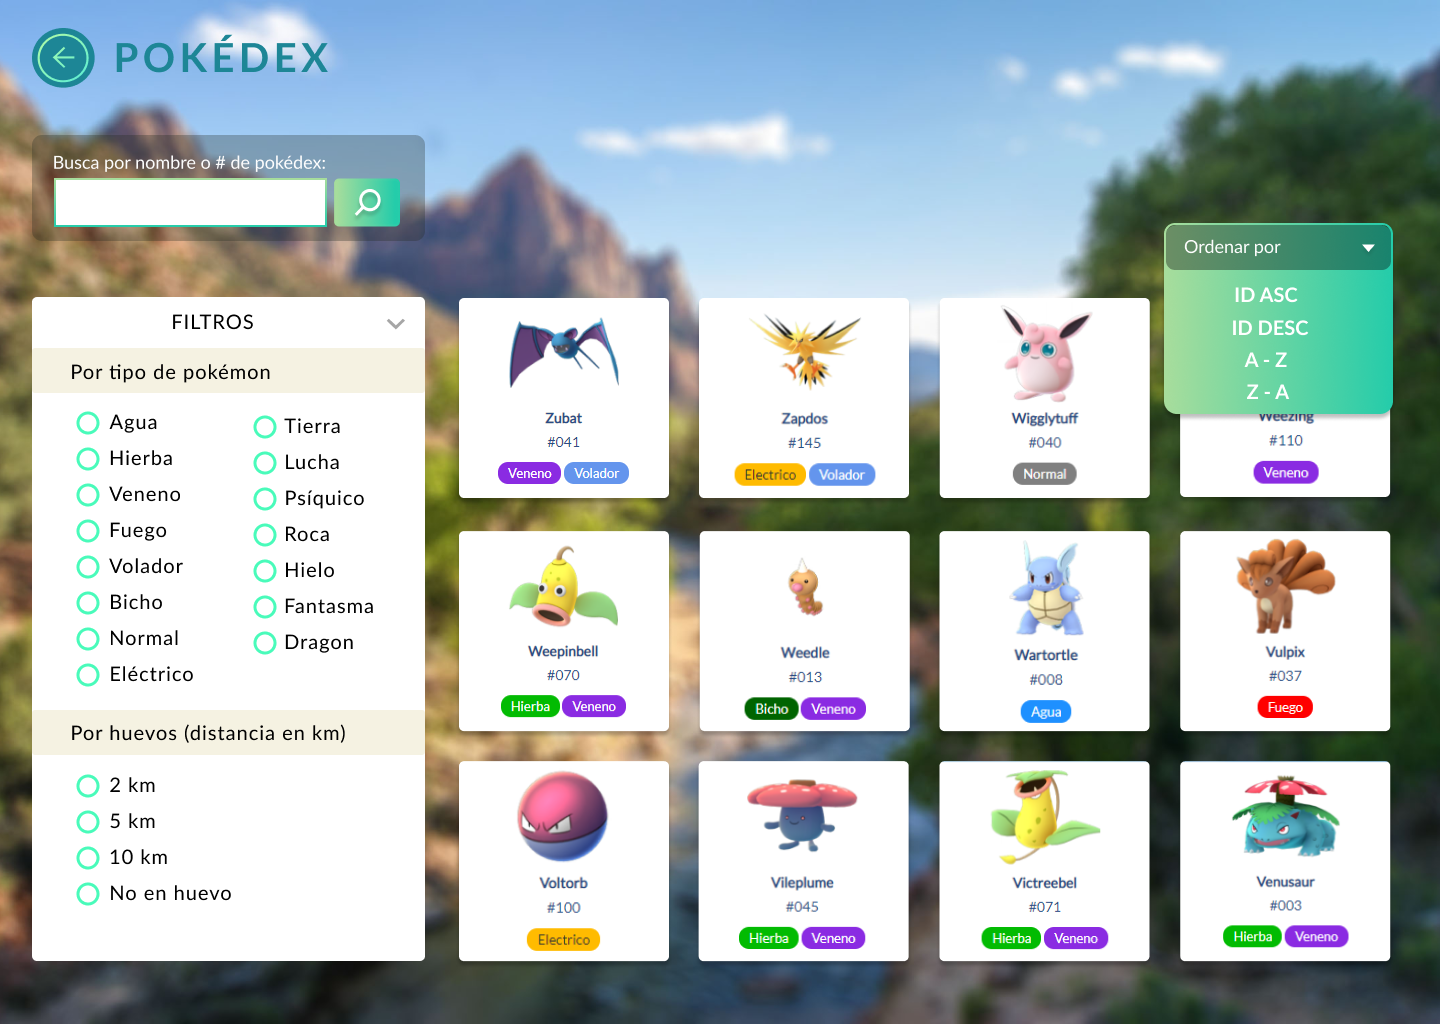 POKÉDEX
Busca por nombre o # de pokédex:
Ordenar por
ID ASC
ID DESC
A - Z
Z - A
FILTROS
Por tipo de pokémon
Agua
Hierba
Veneno
Fuego
Volador
Bicho
Normal
Eléctrico
Tierra
Lucha
Psíquico
Roca
Hielo
Fantasma
Dragon
Por huevos (distancia en km)
2 km
5 km
10 km
No en huevo
Zubat
#041
Veneno Volador
Zapdos
#145
Electrico Volador
Wigglytuff
#040
Normal
Weezing
#110
Veneno
Weepinbell
#070
Hierba Veneno
Weedle
#013
Bicho Veneno
Wartortle
#008
Agua
Vulpix
#037
Fuego
Voltorb
#100
Electrico
Vileplume
#045
Hierba Veneno
Victreebel
#071
Hierba Veneno
Venusaur
#003
Hierba Veneno